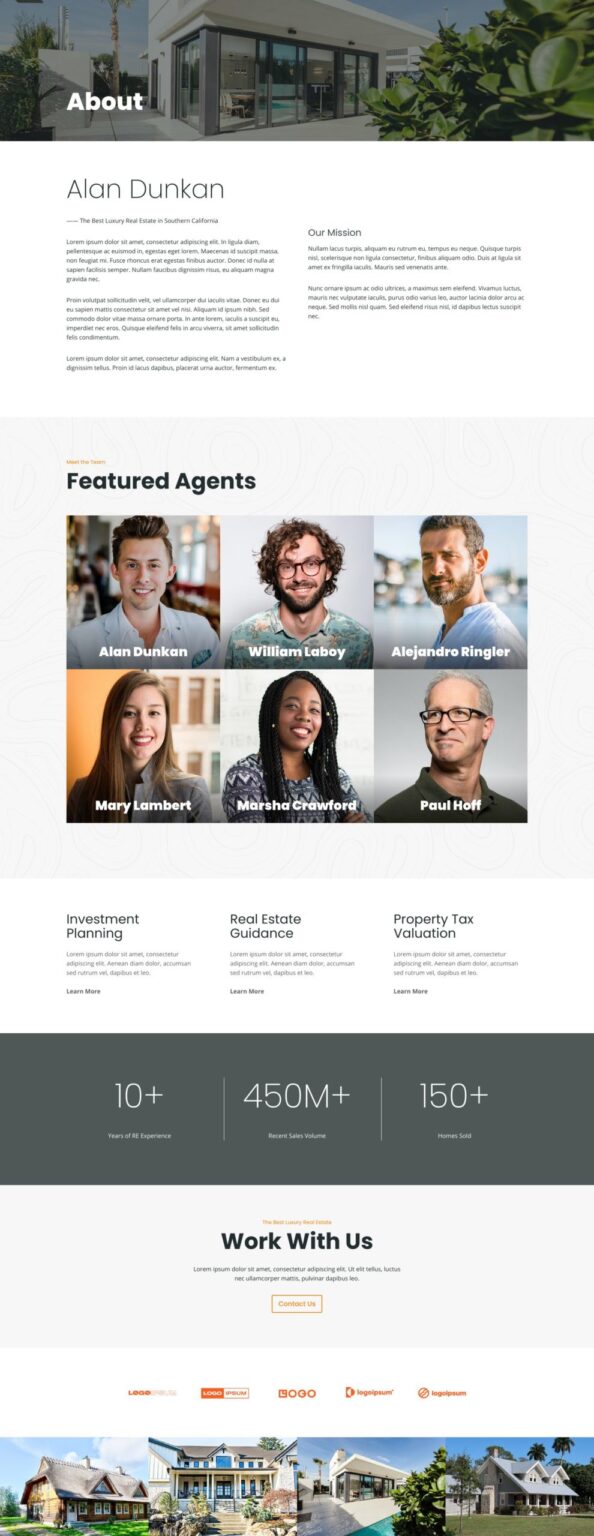 About
Alan Dunkan
—— The Best Luxury Real Estate in Southern California
Lorem ipsum dolor sit amet, consectetur adipiscing elit. In ligula diam,
pellentesque ac euismod in, egestas eget lorem. Maecenas id suscipit massa,
non feugiat mi. Fusce rhoncus erat egestas finibus auctor. Donec id nulla at
sapien facilisis semper. Nullam faucibus dignissim risus, eu aliquam magna
gravida nec.
Proin volutpat sollicitudin velit, vel ullamcorper dui iaculis vitae. Donec eu dui
eu sapien mattis consectetur sit amet vel nisi. Aliquam id ipsum nibh. Sed
commodo dolor vitae massa ornare porta. In ante lorem, iaculis a suscipit eu,
imperdiet nec eros. Quisque eleifend felis in arcu viverra, sit amet sollicitudin
felis condimentum.
Lorem ipsum dolor sit amet, consectetur adipiscing elit. Nam a vestibulum ex, a
dignissim tellus. Proin id lacus dapibus, placerat urna auctor, fermentum ex.
Our Mission
Nullam lacus turpis, aliquam eu rutrum eu, tempus eu neque. Quisque turpis
nisl, scelerisque non ligula consectetur, finibus aliquam odio. Duis at ligula sit
amet ex fringilla iaculis. Mauris sed venenatis ante.
Nunc ornare ipsum ac odio ultrices, a maximus sem eleifend. Vivamus luctus,
mauris nec vulputate iaculis, purus odio varius leo, auctor lacinia dolor arcu ac
neque. Sed mollis nisl quam. Sed eleifend risus nisl, id dapibus lectus suscipit
nec.
Meet the Team
Featured Agents
Alan Dunkan
William Laboy
Alejandro Ringler
Mary Lambert
Marsha Crawford
Paul Hoff
Investment
Planning
Lorem ipsum dolor sit amet, consectetur
adipiscing elit. Aenean diam dolor, accumsan
sed rutrum vel, dapibus et leo.
Learn More
Real Estate
Guidance
Lorem ipsum dolor sit amet, consectetur
adipiscing elit. Aenean diam dolor, accumsan
sed rutrum vel, dapibus et leo.
Learn More
Property Tax
Valuation
Lorem ipsum dolor sit amet, consectetur
adipiscing elit. Aenean diam dolor, accumsan
sed rutrum vel, dapibus et leo.
Learn More
10+
Years of RE Experience
450M+
Recent Sales Volume
150+
Homes Sold
The Best Luxury Real Estate
Work With Us
Lorem ipsum dolor sit amet, consectetur adipiscing elit. Ut elit tellus, luctus
nec ullamcorper mattis, pulvinar dapibus leo.
Contact Us
LOGOIPSUM
LOGO IPSUM
LOGO
logoipsum
logoipsum